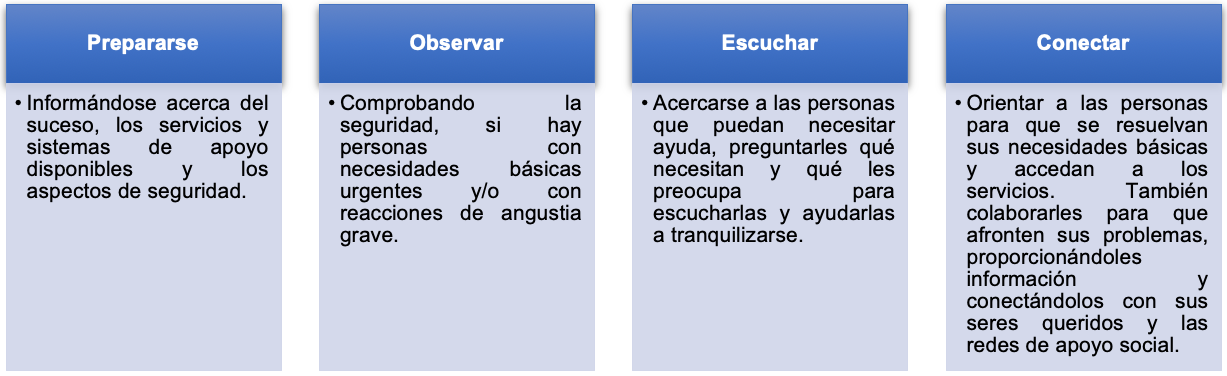 Prepararse
• Informándose acerca del
suceso, los servicios y
sistemas de apoyo
disponibles y los
aspectos de seguridad.
Observar
• Comprobando la
seguridad, si hay
personas con
necesidades básicas
urgentes y/o con
reacciones de angustia
grave.
Escuchar
• Acercarse a las personas
que puedan necesitar
ayuda, preguntarles qué
necesitan y qué les
preocupa para
escucharlas y ayudarlas
a tranquilizarse.
Conectar
• Orientar a las personas
para que se resuelvan
sus necesidades básicas
y accedan a los
servicios. También
colaborarles para que
afronten sus problemas,
proporcionándoles
información y
conectándolos con sus
seres queridos y las
redes de apoyo social.